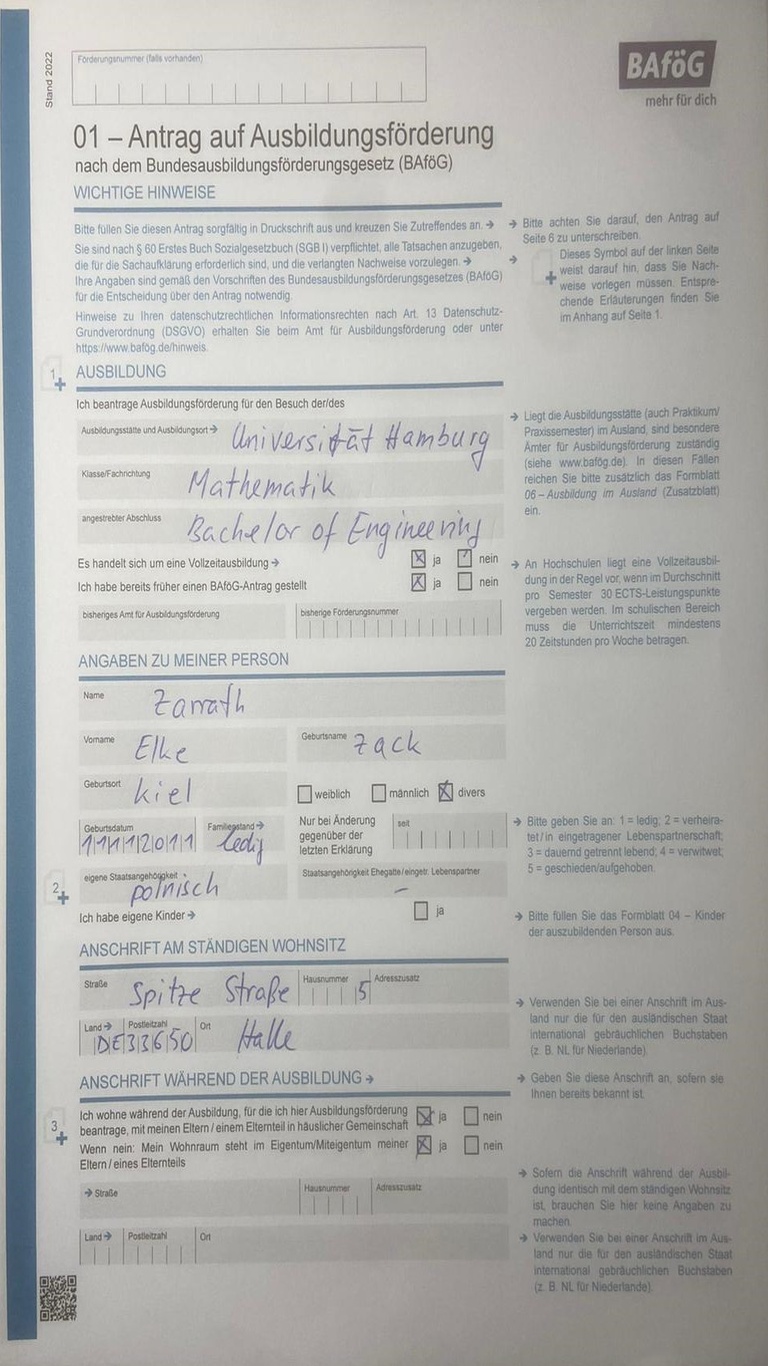 Stand 2022
Förderungsnummer (falls vorhanden)
BAföG
mehr für dich
01 – Antrag auf Ausbildungsförderung
nach dem Bundesausbildungsförderungsgesetz (BAföG)
WICHTIGE HINWEISE
Bitte füllen Sie diesen Antrag sorgfältig in Druckschrift aus und kreuzen Sie Zutreffendes an. →
Sie sind nach § 60 Erstes Buch Sozialgesetzbuch (SGB I) verpflichtet, alle Tatsachen anzugeben,
die für die Sachaufklärung erforderlich sind, und die verlangten Nachweise vorzulegen. →
Ihre Angaben sind gemäß den Vorschriften des Bundesausbildungsförderungsgesetzes (BAföG)
für die Entscheidung über den Antrag notwendig.
Hinweise zu Ihren datenschutzrechtlichen Informationsrechten nach Art. 13 Datenschutz-
Grundverordnung (DSGVO) erhalten Sie beim Amt für Ausbildungsförderung oder unter
https://www.bafög.de/hinweis.
→ Bitte achten Sie darauf, den Antrag auf
Seite 6 zu unterschreiben.
→ Dieses Symbol auf der linken Seite
weist darauf hin, dass Sie Nach-
weise vorlegen müssen. Entspre-
chende Erläuterungen finden Sie
im Anhang auf Seite 1.
1 AUSBILDUNG
Ich beantrage Ausbildungsförderung für den Besuch der/des
Ausbildungsstätte und Ausbildungsort → Universität Hamburg
Klasse/Fachrichtung Mathematik
angestrebter Abschluss Bachelor of Engineering
Es handelt sich um eine Vollzeitausbildung → ja nein
Ich habe bereits früher einen BAföG-Antrag gestellt ja nein
bisheriges Amt für Ausbildungsförderung bisherige Förderungsnummer
→ Liegt die Ausbildungsstätte (auch Praktikum/
Praxissemester) im Ausland, sind besondere
Ämter für Ausbildungsförderung zuständig
(siehe www.bafög.de). In diesen Fällen
reichen Sie bitte zusätzlich das Formblatt
06 – Ausbildung im Ausland (Zusatzblatt)
ein.
→ An Hochschulen liegt eine Vollzeitausbil-
dung in der Regel vor, wenn im Durchschnitt
pro Semester 30 ECTS-Leistungspunkte
vergeben werden. Im schulischen Bereich
muss die Unterrichtszeit mindestens
20 Zeitstunden pro Woche betragen.
ANGABEN ZU MEINER PERSON
Name Zarrath
Vorname Elke Geburtsname Zack
Geburtsort Kiel weiblich männlich divers
Geburtsdatum 11112011 Familienstand → ledig Nur bei Änderung
gegenüber der
letzten Erklärung seit
2 eigene Staatsangehörigkeit polnisch Staatsangehörigkeit Ehegatte/eingetr. Lebenspartner –
Ich habe eigene Kinder → ja
→ Bitte geben Sie an: 1 = ledig; 2 = verheira-
tet/in eingetragener Lebenspartnerschaft;
3 = dauernd getrennt lebend; 4 = verwitwet;
5 = geschieden/aufgehoben.
→ Bitte füllen Sie das Formblatt 04 – Kinder
der auszubildenden Person aus.
ANSCHRIFT AM STÄNDIGEN WOHNSITZ
Straße Spitze Straße Hausnummer 5 Adresszusatz
Land → DE Postleitzahl 33650 Ort Halle
→ Verwenden Sie bei einer Anschrift im Aus-
land nur die für den ausländischen Staat
international gebräuchlichen Buchstaben
(z. B. NL für Niederlande).
ANSCHRIFT WÄHREND DER AUSBILDUNG →
→ Geben Sie diese Anschrift an, sofern sie
Ihnen bereits bekannt ist.
3 Ich wohne während der Ausbildung, für die ich hier Ausbildungsförderung
beantrage, mit meinen Eltern / einem Elternteil in häuslicher Gemeinschaft ja nein
Wenn nein: Mein Wohnraum steht im Eigentum/Miteigentum meiner
Eltern / eines Elternteils ja nein
→ Straße Hausnummer Adresszusatz
Land → Postleitzahl Ort
→ Sofern die Anschrift während der Ausbil-
dung identisch mit dem ständigen Wohnsitz
ist, brauchen Sie hier keine Angaben zu
machen.
→ Verwenden Sie bei einer Anschrift im Aus-
land nur die für den ausländischen Staat
international gebräuchlichen Buchstaben
(z. B. NL für Niederlande).